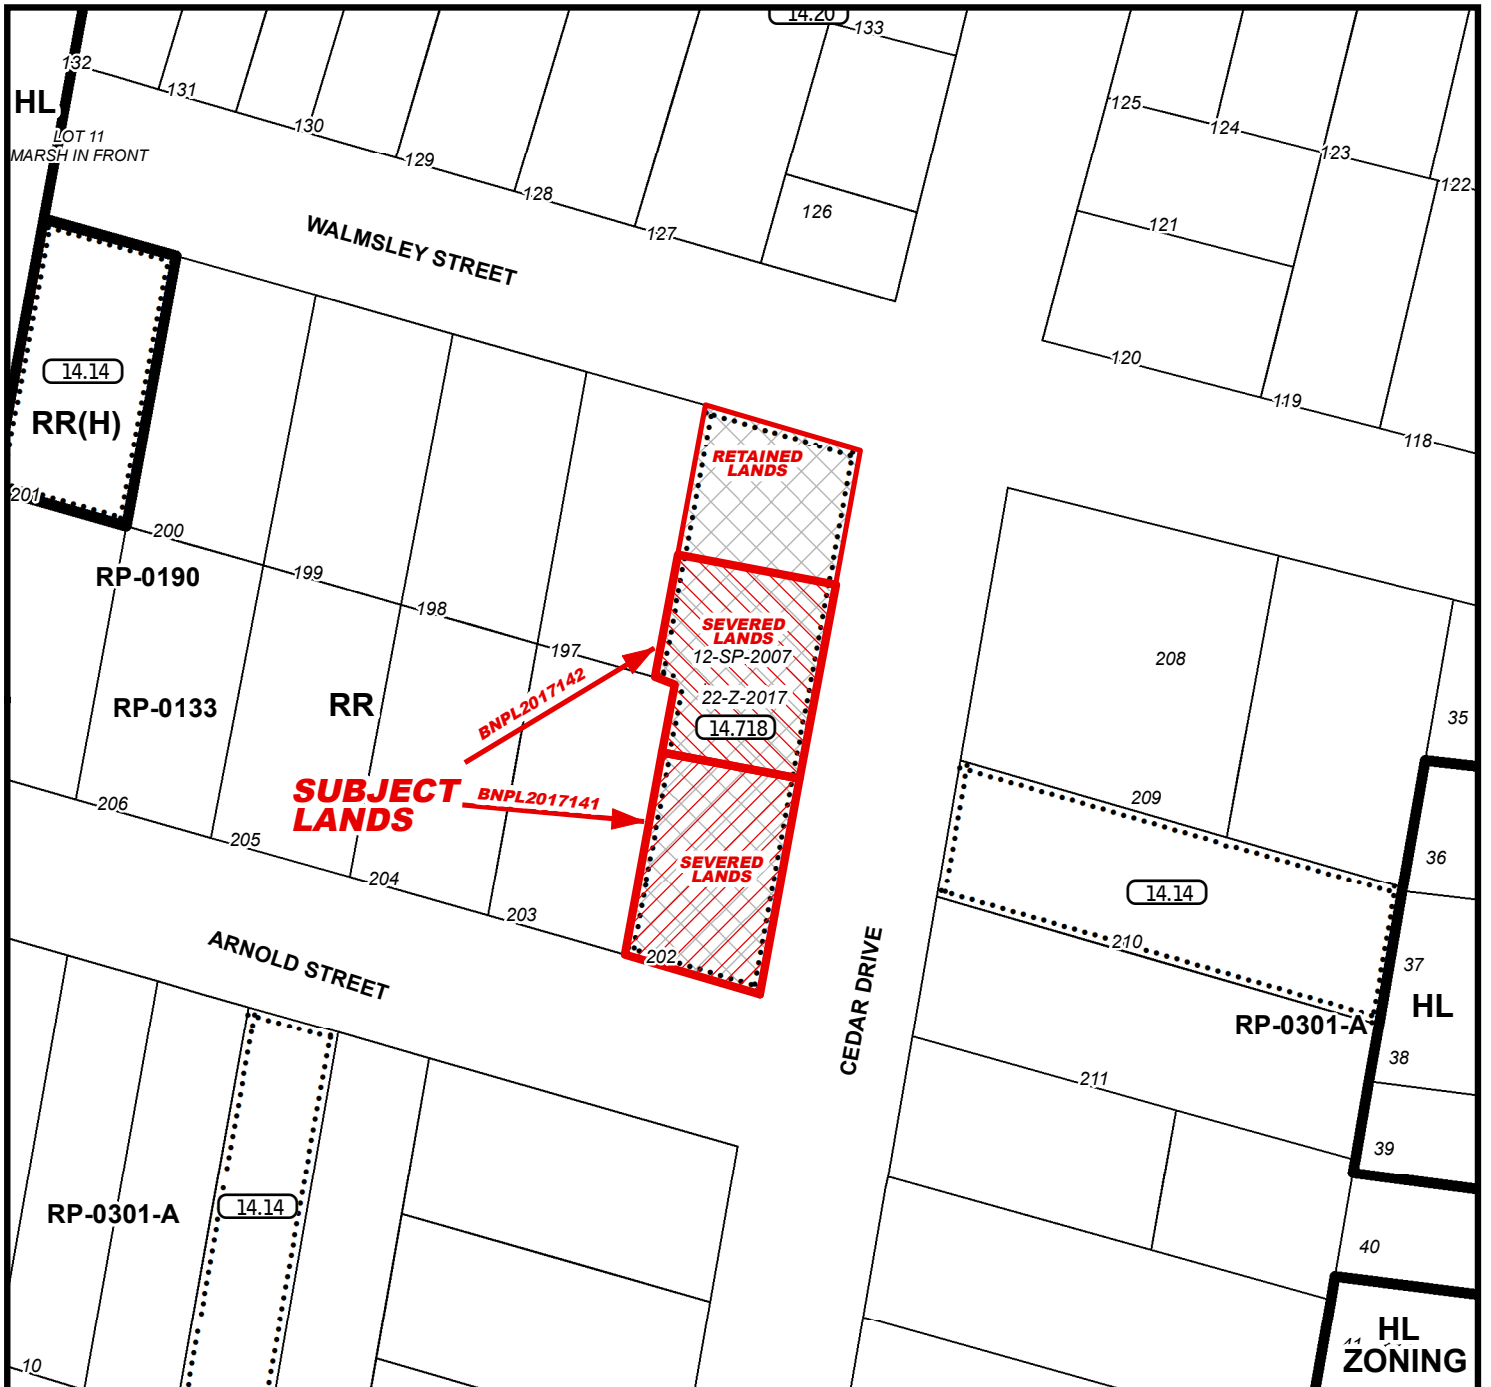 14.20
133
132
131
130
129
128
127
126
125
124
123
122
121
120
119
118
HL
LOT 11
MARSH IN FRONT
WALMSLEY STREET
14.14
RR(H)
201
200
199
198
197
RP-0190
RP-0133
RR
RETAINED
LANDS
SEVERED
LANDS
12-SP-2007
22-Z-2017
14.718
BNPL2017142
SUBJECT
LANDS
BNPL2017141
SEVERED
LANDS
202
206
205
204
203
ARNOLD STREET
CEDAR DRIVE
208
35
209
36
14.14
210
37
HL
RP-0301-A
38
211
39
40
RP-0301-A
14.14
10
HL
41
ZONING